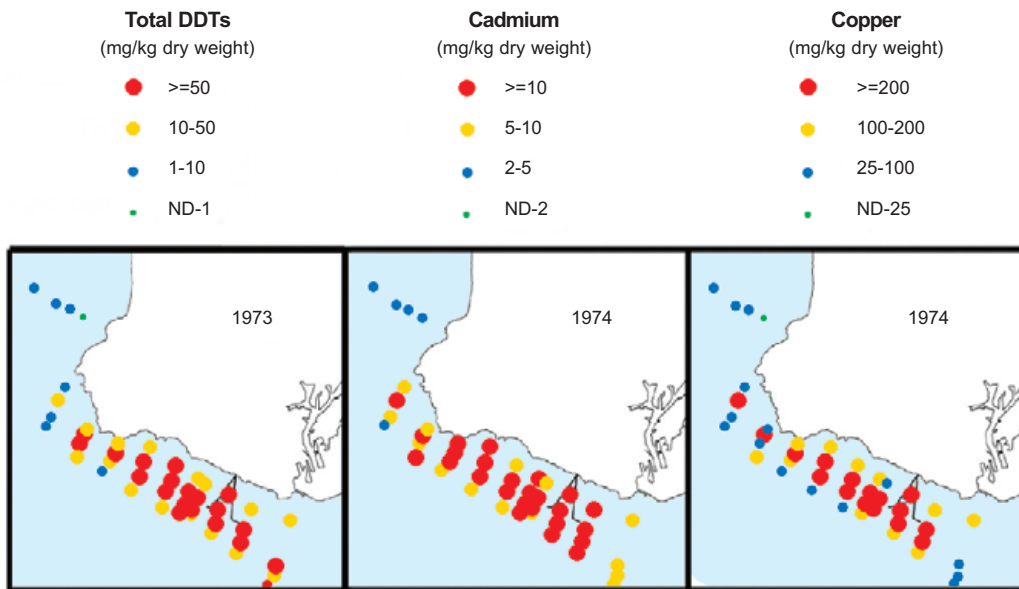 Total DDTs
(mg/kg dry weight)
>=50
10-50
1-10
ND-1
Cadmium
(mg/kg dry weight)
>=10
5-10
2-5
ND-2
Copper
(mg/kg dry weight)
>=200
100-200
25-100
ND-25
1973
1974
1974